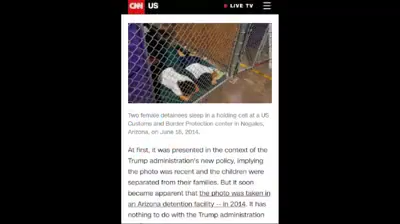 CNN US LIVE TV
Two female detainees sleep in a holding cell at a US
Customs and Border Protection center in Nogales,
Arizona, on June 18, 2014.
At first, it was presented in the context of the
Trump administration's new policy, implying
the photo was recent and the children were
separated from their families. But it soon
became apparent that the photo was taken in
an Arizona detention facility -- in 2014. It has
nothing to do with the Trump administration